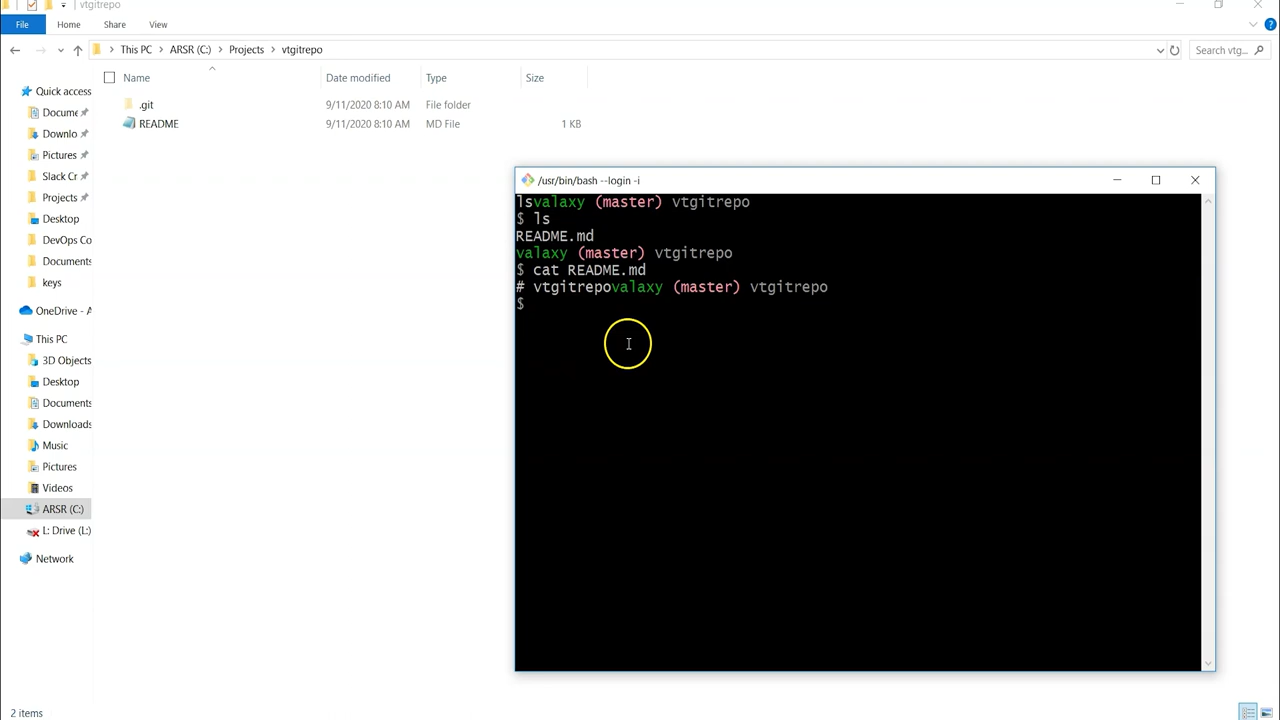 vtgitrepo
File Home Share View
This PC ARSR (C:) Projects vtgitrepo
Search vtg...
Name Date modified Type Size
.git 9/11/2020 8:10 AM File folder
README 9/11/2020 8:10 AM MD File 1 KB
Quick access
Docume
Downlo
Pictures
Slack Cr
Projects
Desktop
DevOps Co
Documents
keys
OneDrive - A
This PC
3D Objects
Desktop
Documents
Downloads
Music
Pictures
Videos
ARSR (C:)
L: Drive (L:)
Network
2 items
/usr/bin/bash --login -i
lsvalaxy (master) vtgitrepo
$ ls
README.md
valaxy (master) vtgitrepo
$ cat README.md
# vtgitrepovalaxy (master) vtgitrepo
$